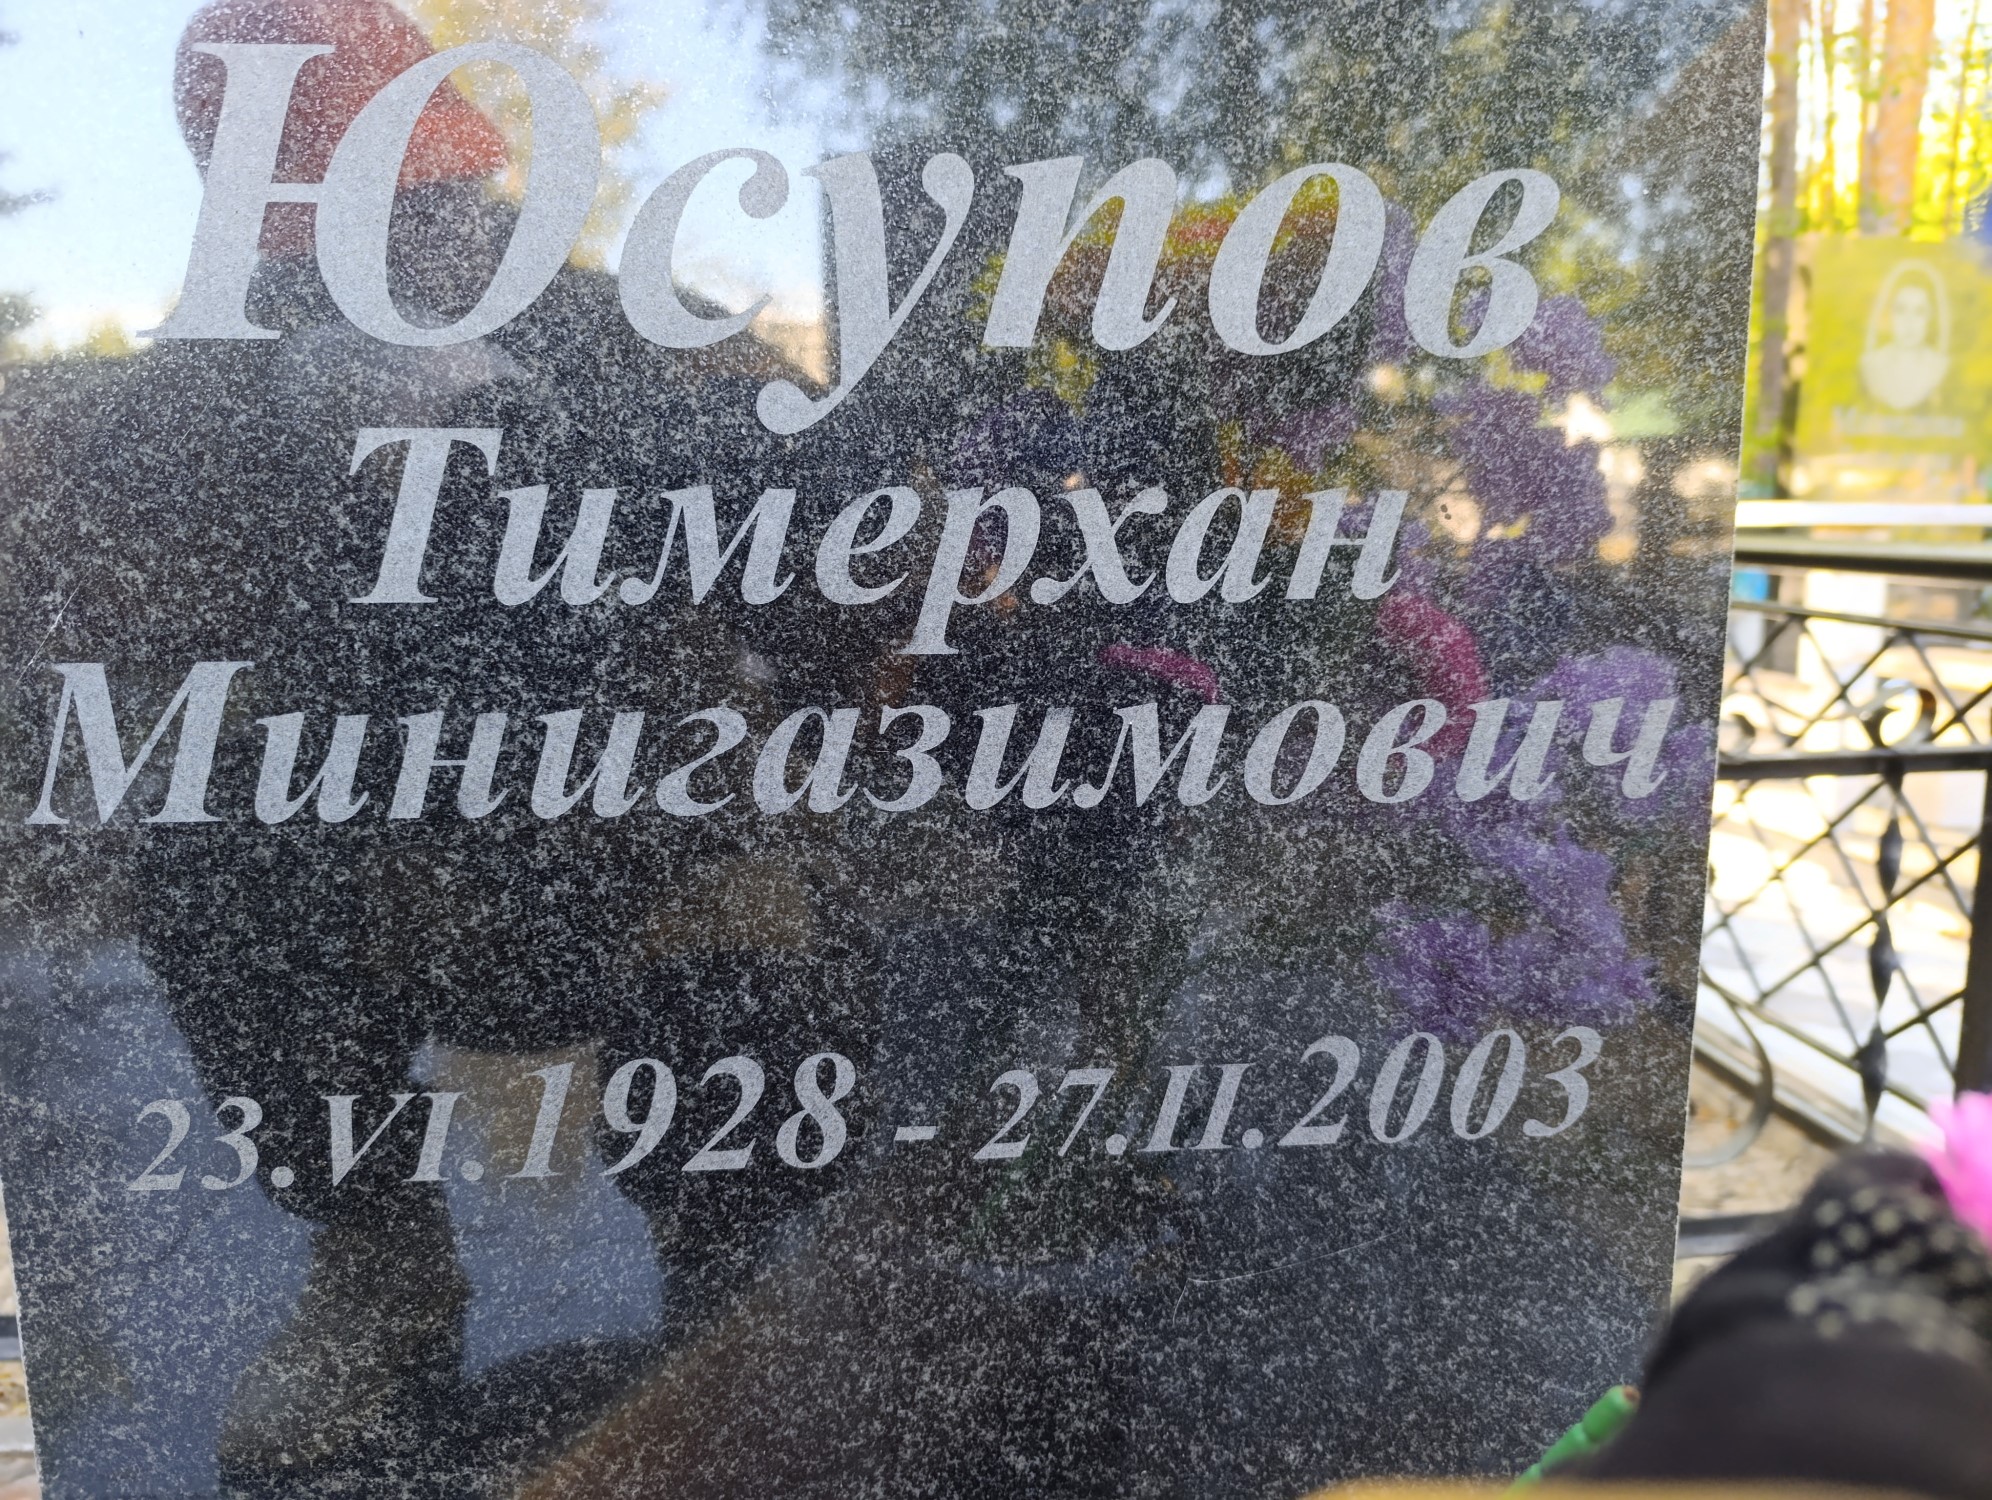 Юсупов
Тимерхан
Минигазимович
23.VI.1928 - 27.II.2003